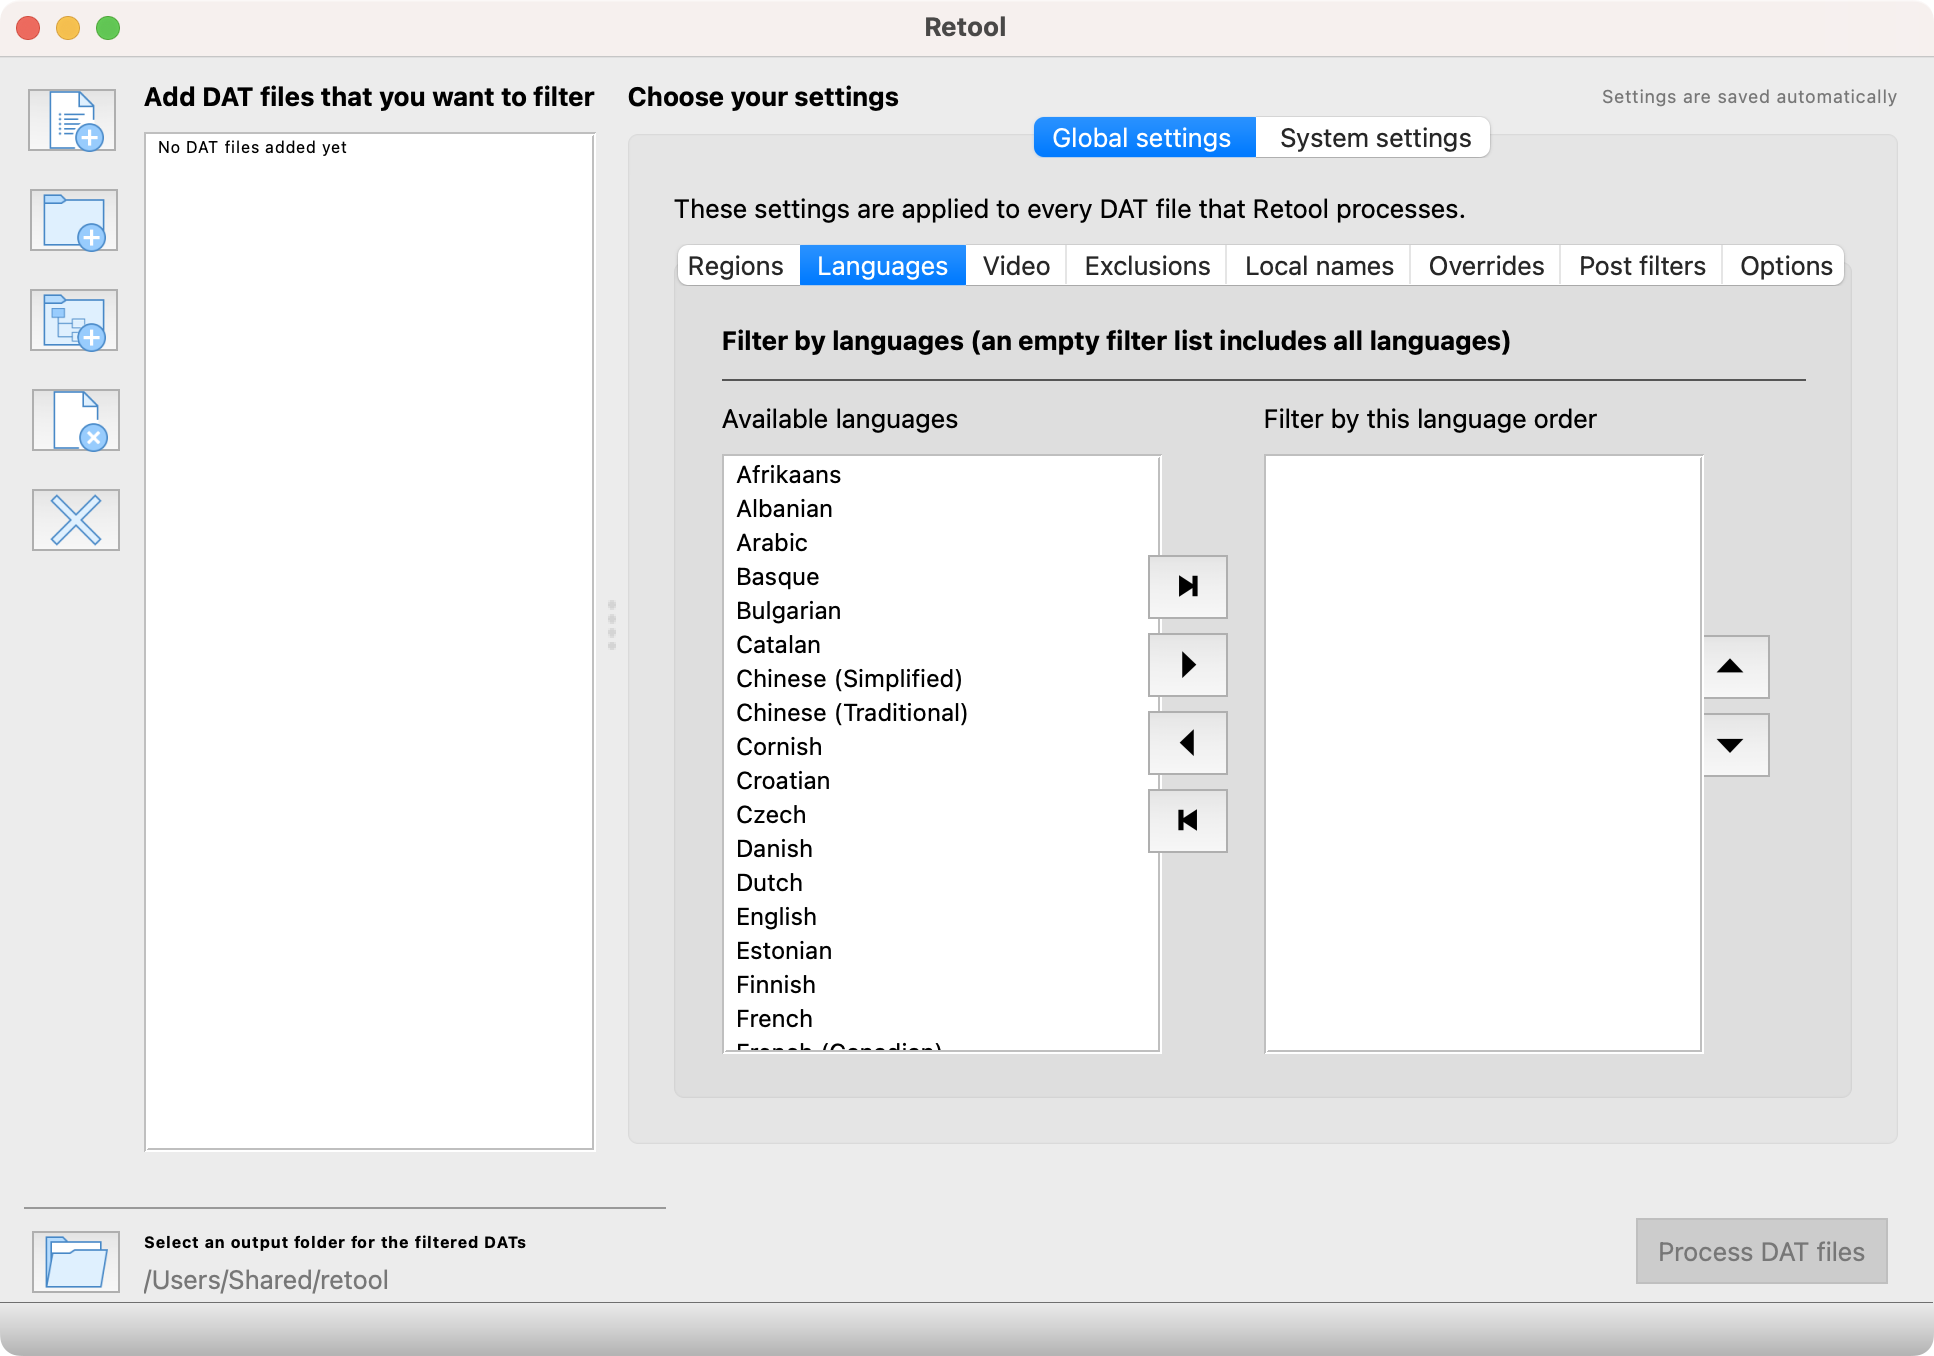 Retool
Add DAT files that you want to filter
No DAT files added yet
Choose your settings
Settings are saved automatically
Global settings
System settings
These settings are applied to every DAT file that Retool processes.
Regions
Languages
Video
Exclusions
Local names
Overrides
Post filters
Options
Filter by languages (an empty filter list includes all languages)
Available languages
Afrikaans
Albanian
Arabic
Basque
Bulgarian
Catalan
Chinese (Simplified)
Chinese (Traditional)
Cornish
Croatian
Czech
Danish
Dutch
English
Estonian
Finnish
French
French (Canadian)
Filter by this language order
Select an output folder for the filtered DATs
/Users/Shared/retool
Process DAT files